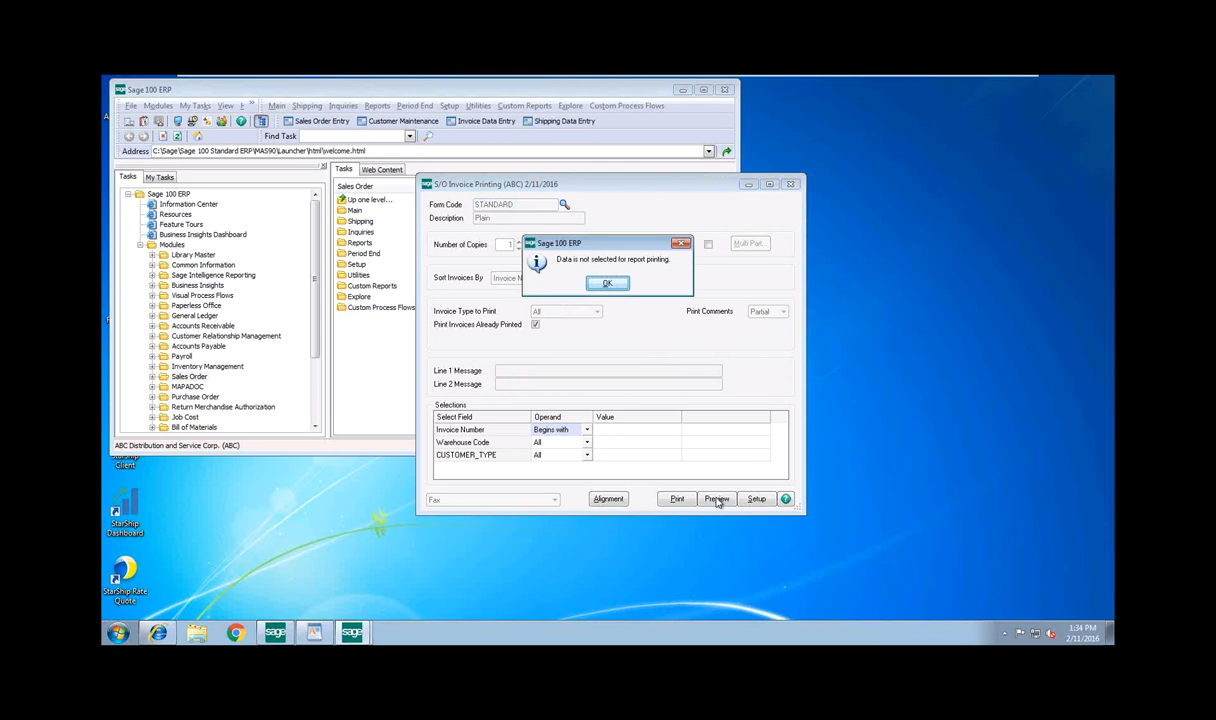 Sage 100 ERP
File Modules My Tasks View Main Shipping Inquiries Reports Period End Setup Utilities Custom Reports Explore Custom Process Flows
Sales Order Entry Customer Maintenance Invoice Data Entry Shipping Data Entry
Find Task
Address C:\Sage\Sage 100 Standard ERP\MAS90\Launcher\html\welcome.html
Tasks My Tasks
Sage 100 ERP
Information Center
Resources
Feature Tours
Business Insights Dashboard
Modules
Library Master
Common Information
Sage Intelligence Reporting
Business Insights
Visual Process Flows
Paperless Office
General Ledger
Accounts Receivable
Customer Relationship Management
Accounts Payable
Payroll
Inventory Management
Sales Order
MAPADOC
Purchase Order
Return Merchandise Authorization
Job Cost
Bill of Materials
ABC Distribution and Service Corp. (ABC)
Tasks Web Content
Sales Order
Up one level...
Main
Shipping
Inquiries
Reports
Period End
Setup
Utilities
Custom Reports
Explore
Custom Process Flows
S/O Invoice Printing (ABC) 2/11/2016
Form Code STANDARD
Description Plain
Number of Copies 1 Multi Part...
Sort Invoices By Invoice N
Sage 100 ERP
Data is not selected for report printing.
OK
Invoice Type to Print All Print Comments Partial
Print Invoices Already Printed
Line 1 Message
Line 2 Message
Selections
Select Field Operand Value
Invoice Number Begins with
Warehouse Code All
CUSTOMER_TYPE All
Fax Alignment Print Preview Setup
Client
StarShip
Dashboard
StarShip Rate
Quote
sage sage
1:34 PM
2/11/2016